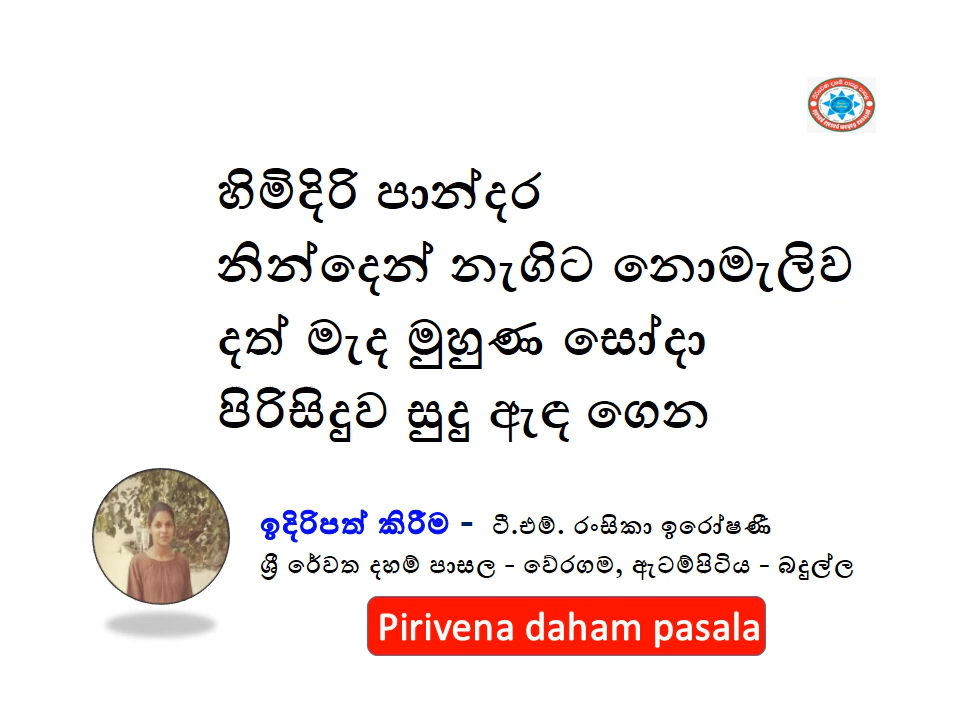 හිමිදිරි පාන්දර
නින්දෙන් නැගිට නොමැලිව
දත් මැද මුහුණ සෝදා
පිරිසිදුව සුදු ඇඳ ගෙන
ඉදිරිපත් කිරීම - ටී.එම්. රංසිකා ඉරෝෂණී
ශ්‍රී රේවත දහම් පාසල - වේරගම, ඇටම්පිටිය - බදුල්ල
Pirivena daham pasala